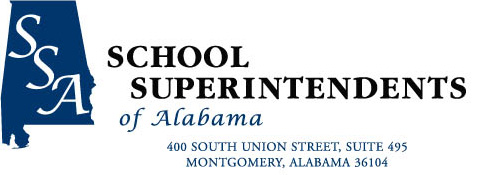 SSA
SCHOOL
SUPERINTENDENTS
of Alabama
400 SOUTH UNION STREET, SUITE 495
MONTGOMERY, ALABAMA 36104